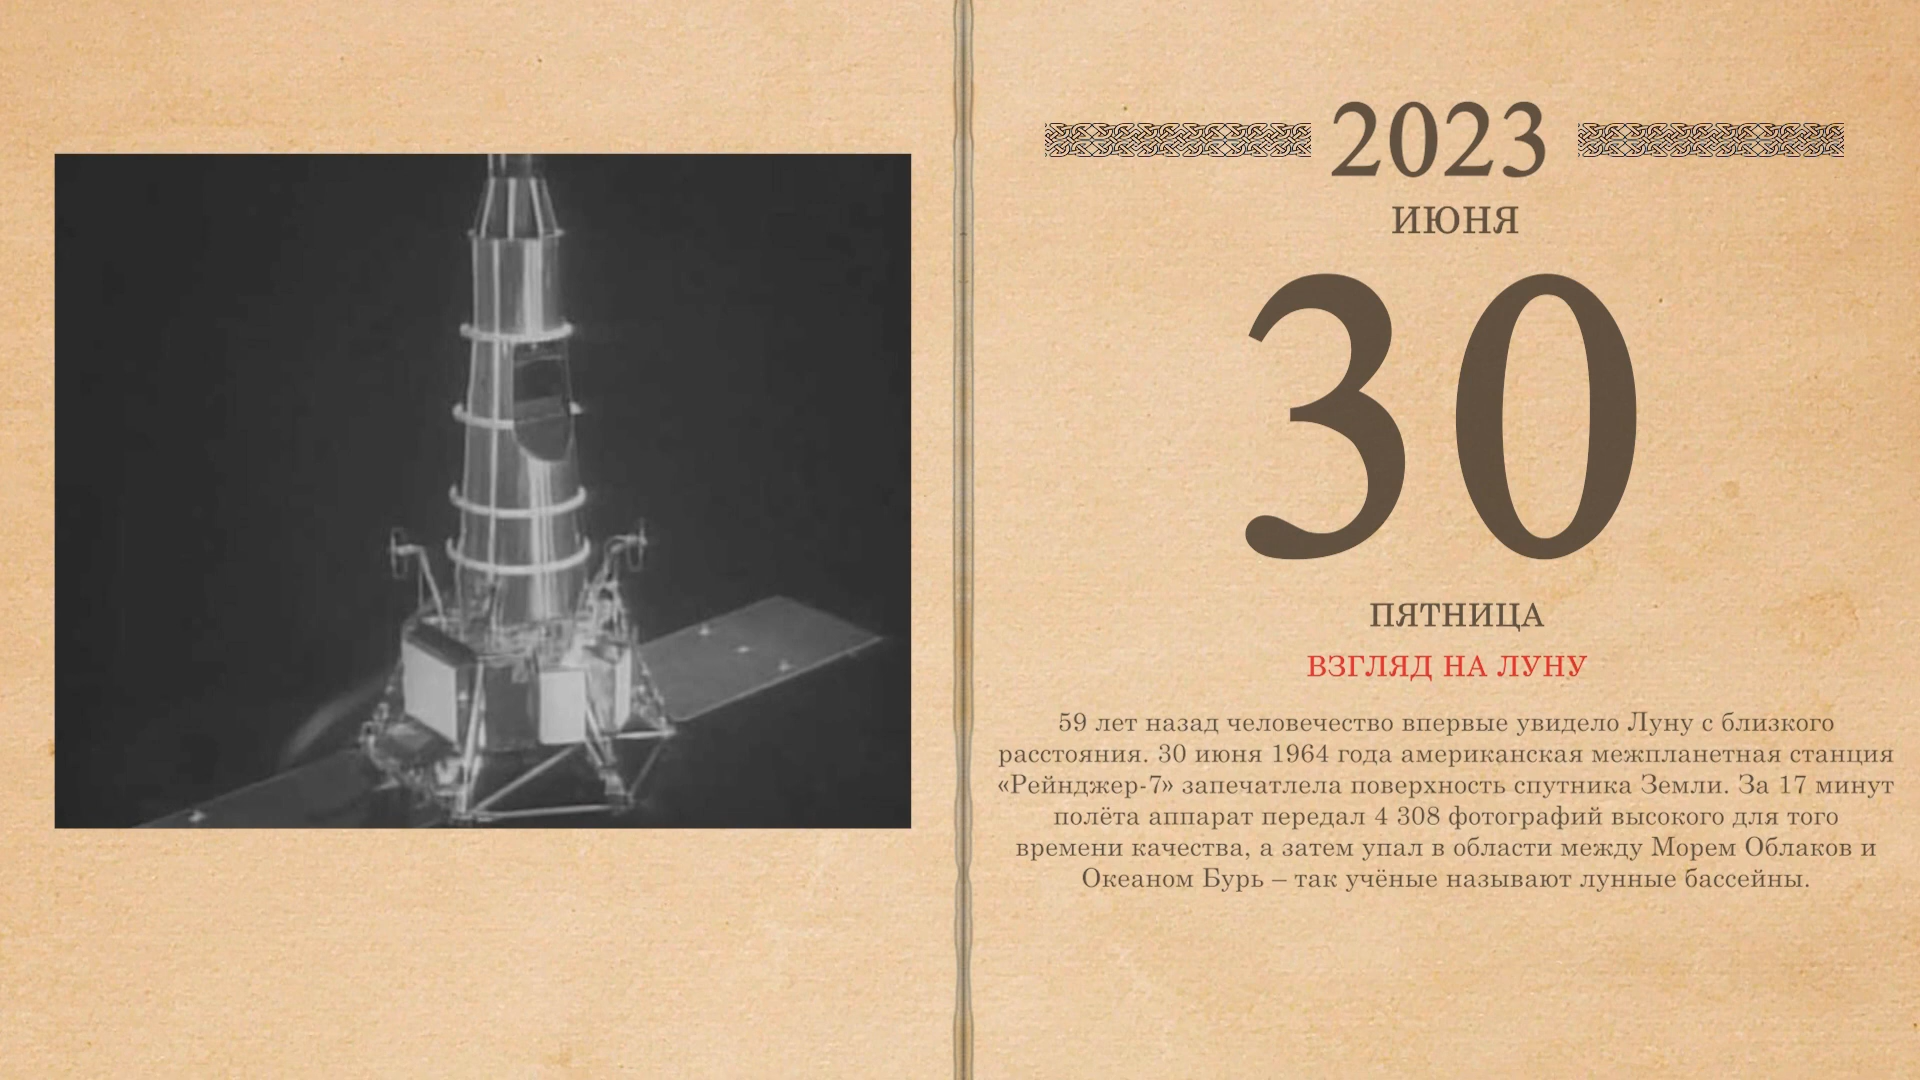 2023
ИЮНЯ
30
ПЯТНИЦА
ВЗГЛЯД НА ЛУНУ
59 лет назад человечество впервые увидело Луну с близкого
расстояния. 30 июня 1964 года американская межпланетная станция
«Рейнджер-7» запечатлела поверхность спутника Земли. За 17 минут
полёта аппарат передал 4 308 фотографий высокого для того
времени качества, а затем упал в области между Морем Облаков и
Океаном Бурь – так учёные называют лунные бассейны.